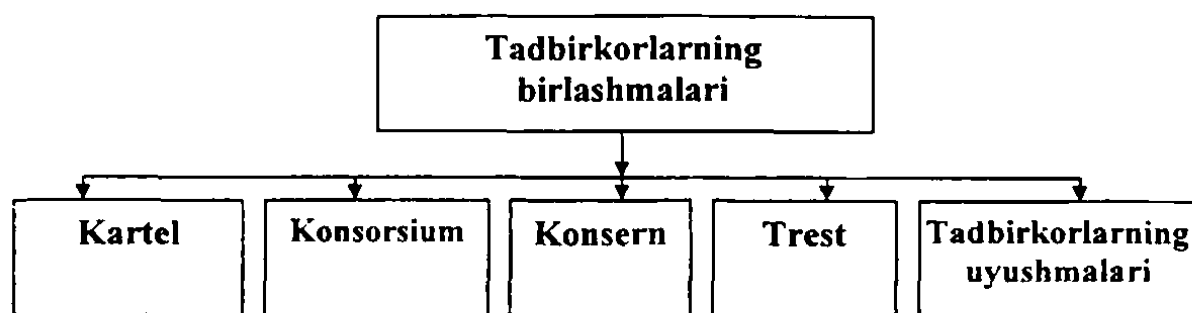 Tadbirkorlarning
birlashmalari
Kartel
Konsorsium
Konsern
Trest
Tadbirkorlarning
uyushmalari